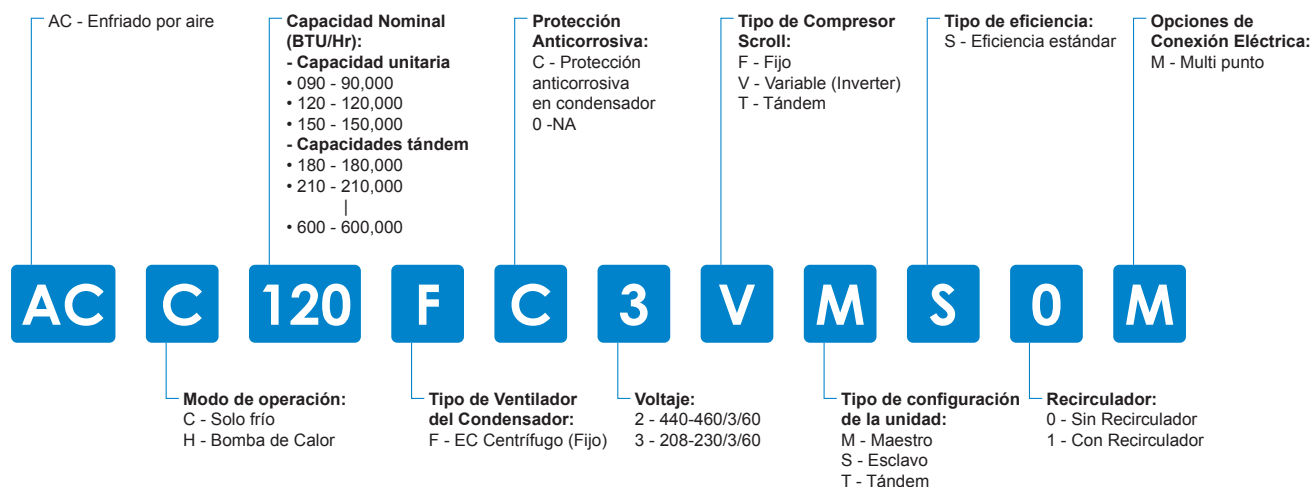 AC - Enfriado por aire
Capacidad Nominal
(BTU/Hr):
- Capacidad unitaria
• 090 - 90,000
• 120 - 120,000
• 150 - 150,000
- Capacidades tándem
• 180 - 180,000
• 210 - 210,000
|
• 600 - 600,000
Protección
Anticorrosiva:
C - Protección
anticorrosiva
en condensador
0 -NA
Tipo de Compresor
Scroll:
F - Fijo
V - Variable (Inverter)
T - Tándem
Tipo de eficiencia:
S - Eficiencia estándar
Opciones de
Conexión Eléctrica:
M - Multi punto
AC C 120 F C 3 V M S 0 M
Modo de operación:
C - Solo frío
H - Bomba de Calor
Tipo de Ventilador
del Condensador:
F - EC Centrífugo (Fijo)
Voltaje:
2 - 440-460/3/60
3 - 208-230/3/60
Tipo de configuración
de la unidad:
M - Maestro
S - Esclavo
T - Tándem
Recirculador:
0 - Sin Recirculador
1 - Con Recirculador